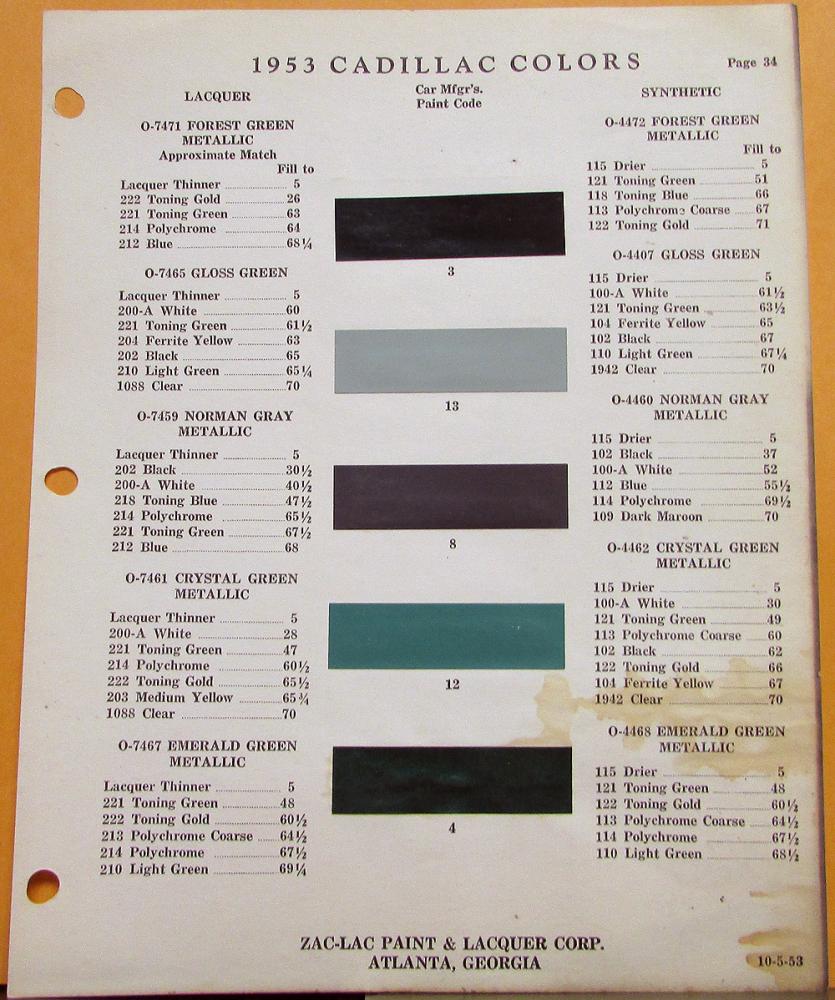 1953 CADILLAC COLORS
Page 34
LACQUER
Car Mfgr's.
Paint Code
SYNTHETIC
O-7471 FOREST GREEN
METALLIC
Approximate Match
Fill to
Lacquer Thinner 5
222 Toning Gold 26
221 Toning Green 63
214 Polychrome 64
212 Blue 68¼
O-7465 GLOSS GREEN
Lacquer Thinner 5
200-A White 60
221 Toning Green 61½
204 Ferrite Yellow 63
202 Black 65
210 Light Green 65¼
1088 Clear 70
O-7459 NORMAN GRAY
METALLIC
Lacquer Thinner 5
202 Black 30½
200-A White 40½
218 Toning Blue 47½
214 Polychrome 65½
221 Toning Green 67½
212 Blue 68
O-7461 CRYSTAL GREEN
METALLIC
Lacquer Thinner 5
200-A White 28
221 Toning Green 47
214 Polychrome 60½
222 Toning Gold 65½
203 Medium Yellow 65¾
1088 Clear 70
O-7467 EMERALD GREEN
METALLIC
Lacquer Thinner 5
221 Toning Green 48
222 Toning Gold 60½
213 Polychrome Coarse 64½
214 Polychrome 67½
210 Light Green 69¼
3
13
8
12
4
O-4472 FOREST GREEN
METALLIC
Fill to
115 Drier 5
121 Toning Green 51
118 Toning Blue 66
113 Polychrome Coarse 67
122 Toning Gold 71
O-4407 GLOSS GREEN
115 Drier 5
100-A White 61½
121 Toning Green 63½
104 Ferrite Yellow 65
102 Black 67
110 Light Green 67¼
1942 Clear 70
O-4460 NORMAN GRAY
METALLIC
115 Drier 5
102 Black 37
100-A White 52
112 Blue 55½
114 Polychrome 69½
109 Dark Maroon 70
O-4462 CRYSTAL GREEN
METALLIC
115 Drier 5
100-A White 30
121 Toning Green 49
113 Polychrome Coarse 60
102 Black 62
122 Toning Gold 66
104 Ferrite Yellow 67
1942 Clear 70
O-4468 EMERALD GREEN
METALLIC
115 Drier 5
121 Toning Green 48
122 Toning Gold 60½
113 Polychrome Coarse 64½
114 Polychrome 67½
110 Light Green 68½
ZAC-LAC PAINT & LACQUER CORP.
ATLANTA, GEORGIA
10-5-53